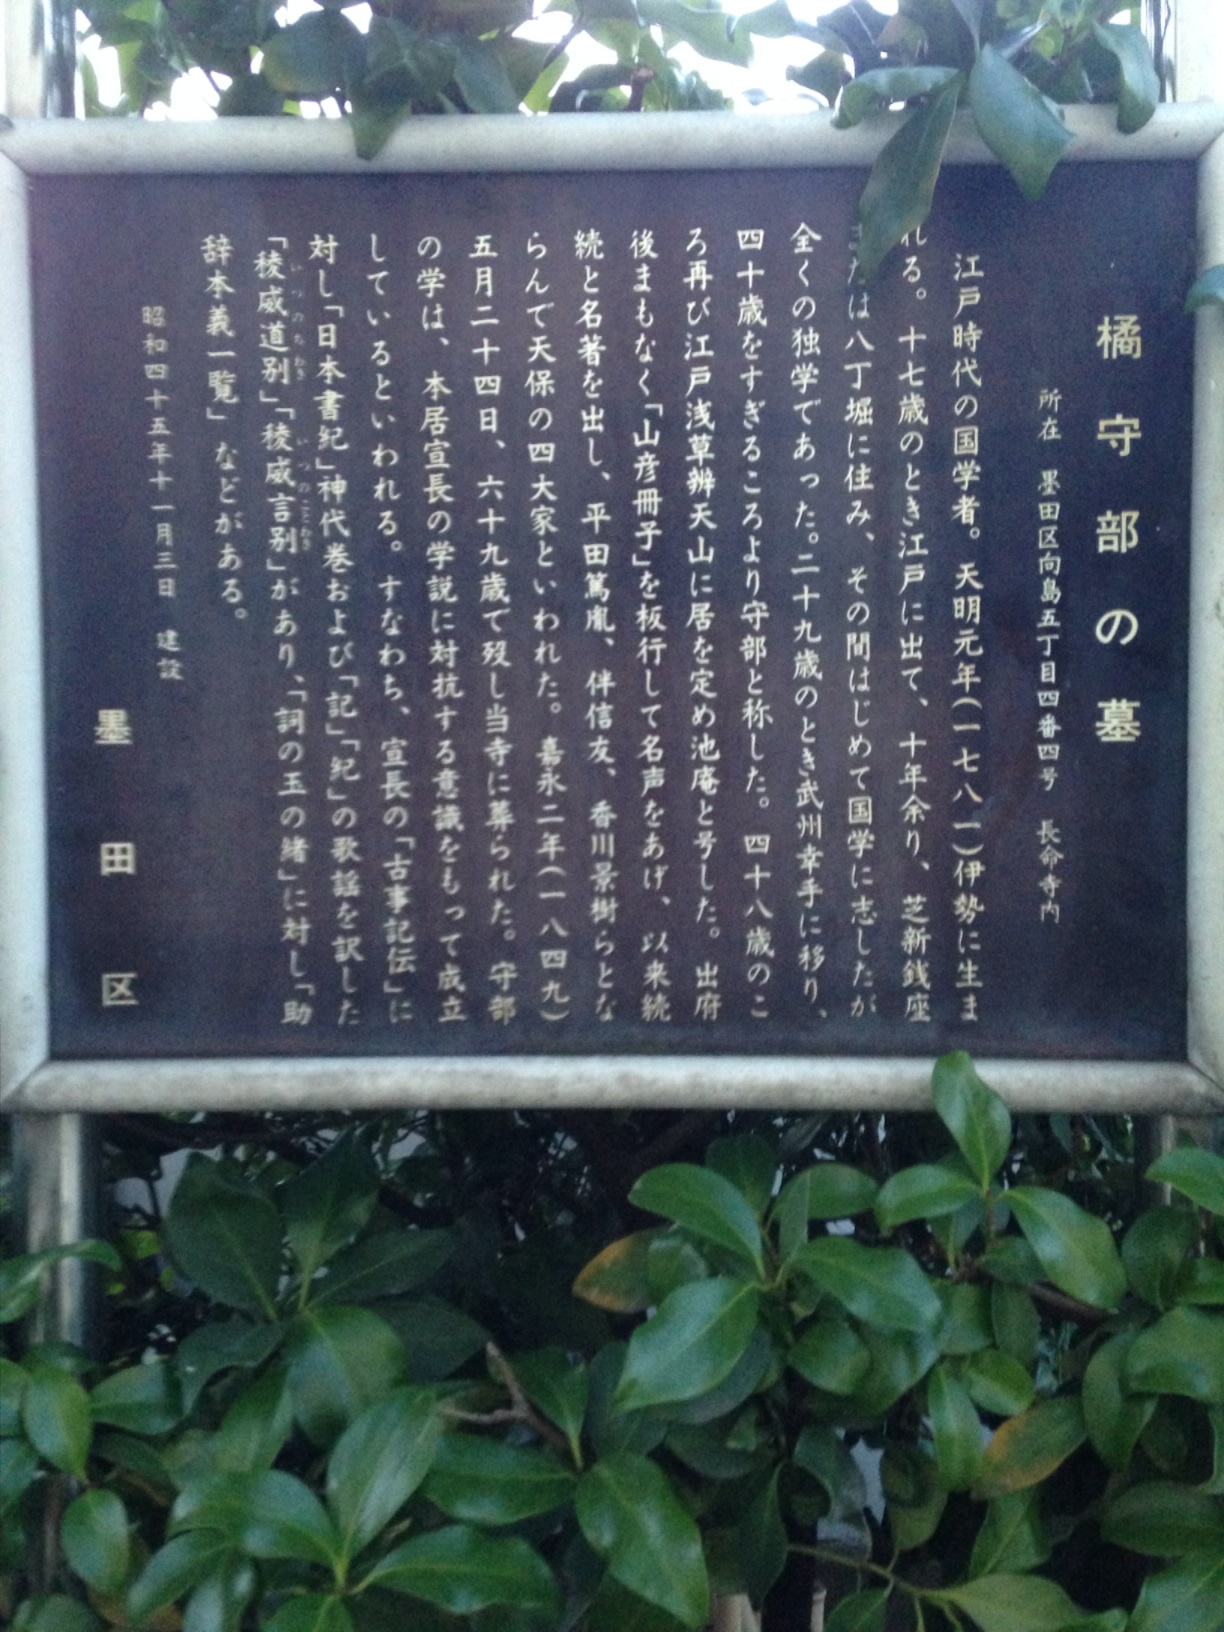 橘守部の墓
所在 墨田区向島五丁目四番四号 長命寺内
江戸時代の国学者。天明元年(一七八一)伊勢に生ま
れる。十七歳のとき江戸に出て、十年余り、芝新銭座
または八丁堀に住み、その間はじめて国学に志したが
全くの独学であった。二十九歳のとき武州幸手に移り、
四十歳をすぎるころより守部と称した。四十八歳のこ
ろ再び江戸浅草辨天山に居を定め池庵と号した。出府
後まもなく「山彦冊子」を板行して名声をあげ、以来続
続と名著を出し、平田篤胤、伴信友、香川景樹らとな
らんで天保の四大家といわれた。嘉永二年(一八四九)
五月二十四日、六十九歳で歿し当寺に葬られた。守部
の学は、本居宣長の学説に対抗する意識をもって成立
しているといわれる。すなわち、宣長の「古事記伝」に
対し「日本書紀」神代巻および「記」「紀」の歌謡を訳した
「稜威道別」「稜威言別」があり、「詞の玉の緒」に対し「助
辞本義一覧」などがある。
昭和四十五年十一月三日 建設
墨田区